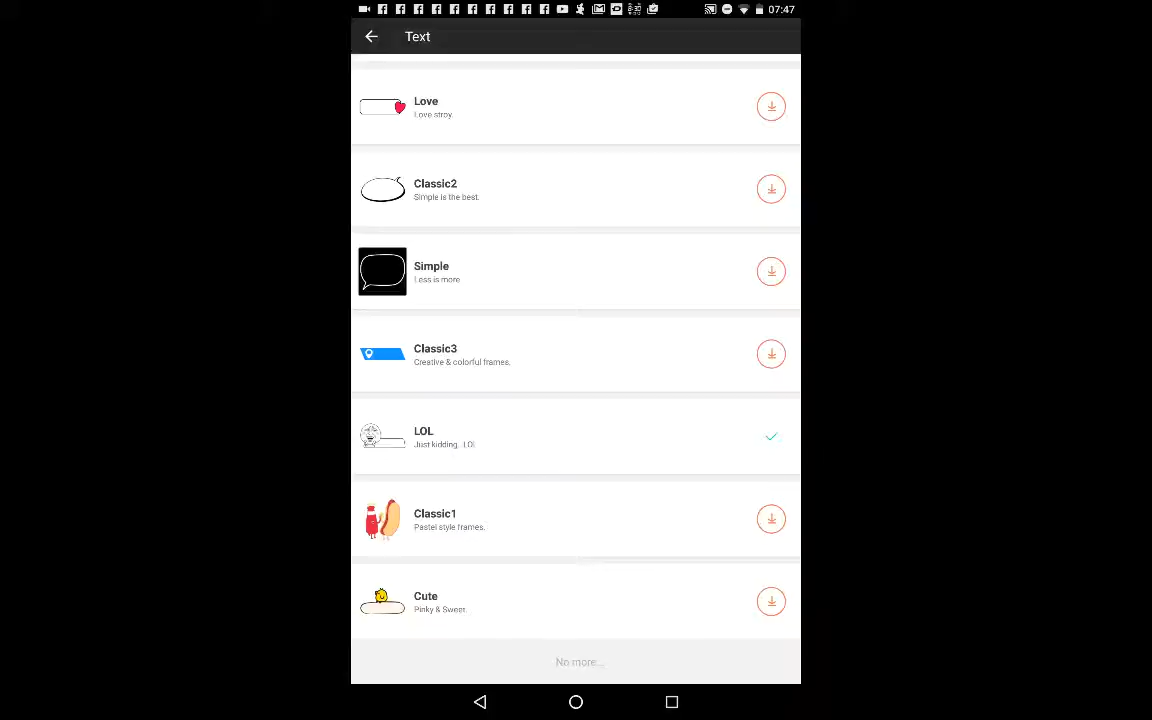 07:47
Text
Love
Love stroy.
Classic2
Simple is the best.
Simple
Less is more
Classic3
Creative & colorful frames.
LOL
Just kidding. LOL
Classic1
Pastel style frames.
Cute
Pinky & Sweet.
No more...